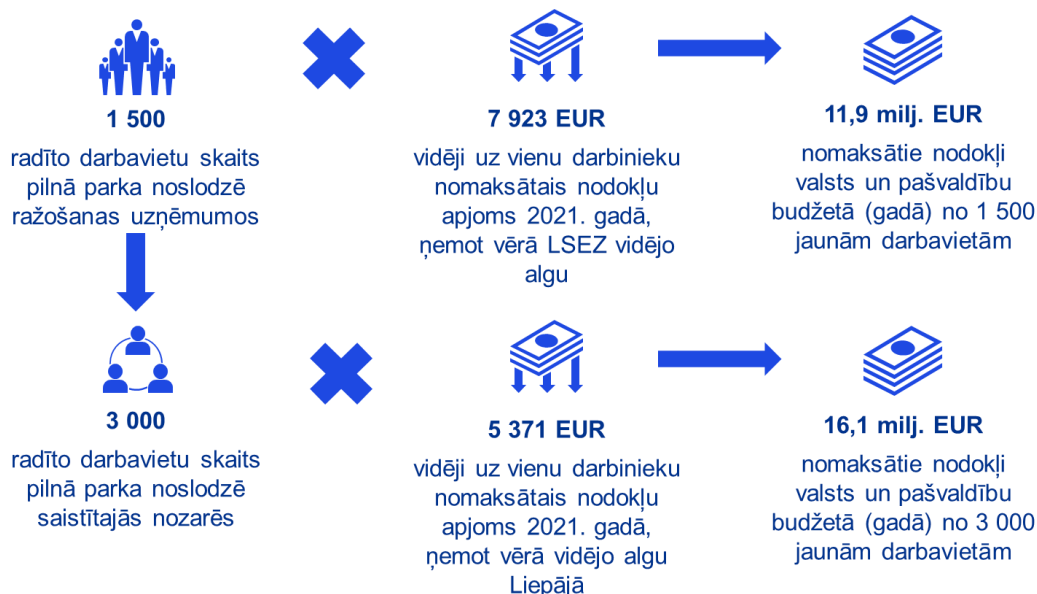 1 500
radīto darbavietu skaits
pilnā parka noslodzē
ražošanas uzņēmumos
7 923 EUR
vidēji uz vienu darbinieku
nomaksātais nodokļu
apjoms 2021. gadā,
ņemot vērā LSEZ vidējo
algu
11,9 milj. EUR
nomaksātie nodokļi
valsts un pašvaldību
budžetā (gadā) no 1 500
jaunām darbavietām
3 000
radīto darbavietu skaits
pilnā parka noslodzē
saistītajās nozarēs
5 371 EUR
vidēji uz vienu darbinieku
nomaksātais nodokļu
apjoms 2021. gadā,
ņemot vērā vidējo algu
Liepājā
16,1 milj. EUR
nomaksātie nodokļi
valsts un pašvaldību
budžetā (gadā) no 3 000
jaunām darbavietām